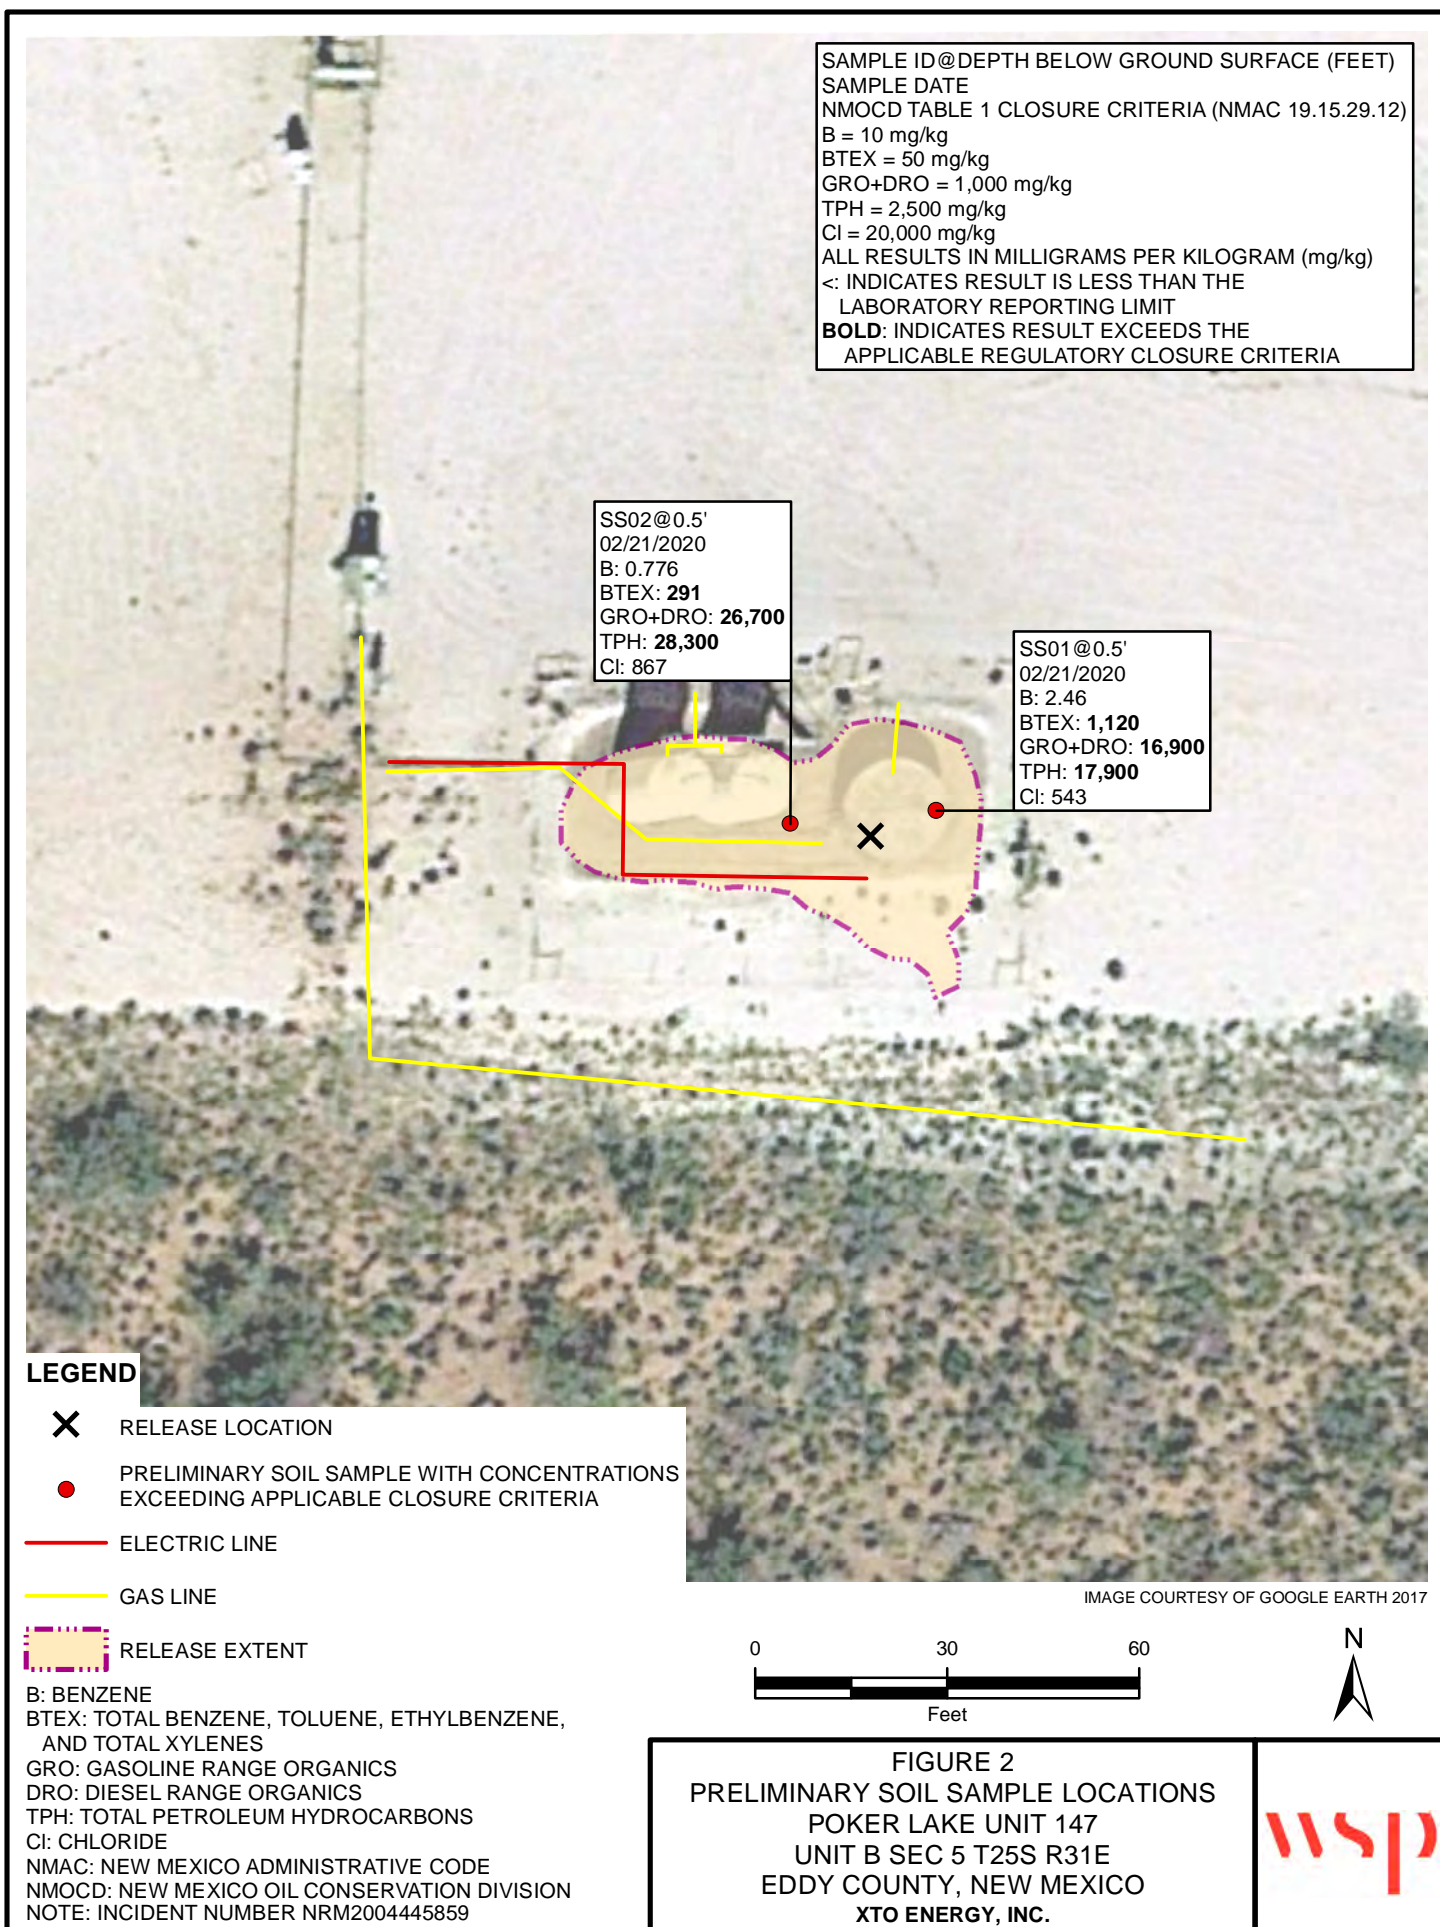 SAMPLE ID@DEPTH BELOW GROUND SURFACE (FEET)
SAMPLE DATE
NMOCD TABLE 1 CLOSURE CRITERIA (NMAC 19.15.29.12)
B = 10 mg/kg
BTEX = 50 mg/kg
GRO+DRO = 1,000 mg/kg
TPH = 2,500 mg/kg
Cl = 20,000 mg/kg
ALL RESULTS IN MILLIGRAMS PER KILOGRAM (mg/kg)
<: INDICATES RESULT IS LESS THAN THE
LABORATORY REPORTING LIMIT
BOLD: INDICATES RESULT EXCEEDS THE
APPLICABLE REGULATORY CLOSURE CRITERIA
SS02@0.5'
02/21/2020
B: 0.776
BTEX: 291
GRO+DRO: 26,700
TPH: 28,300
Cl: 867
SS01@0.5'
02/21/2020
B: 2.46
BTEX: 1,120
GRO+DRO: 16,900
TPH: 17,900
Cl: 543
LEGEND
RELEASE LOCATION
PRELIMINARY SOIL SAMPLE WITH CONCENTRATIONS
EXCEEDING APPLICABLE CLOSURE CRITERIA
ELECTRIC LINE
GAS LINE
RELEASE EXTENT
B: BENZENE
BTEX: TOTAL BENZENE, TOLUENE, ETHYLBENZENE,
AND TOTAL XYLENES
GRO: GASOLINE RANGE ORGANICS
DRO: DIESEL RANGE ORGANICS
TPH: TOTAL PETROLEUM HYDROCARBONS
Cl: CHLORIDE
NMAC: NEW MEXICO ADMINISTRATIVE CODE
NMOCD: NEW MEXICO OIL CONSERVATION DIVISION
NOTE: INCIDENT NUMBER NRM2004445859
IMAGE COURTESY OF GOOGLE EARTH 2017
0 30 60
Feet
N
FIGURE 2
PRELIMINARY SOIL SAMPLE LOCATIONS
POKER LAKE UNIT 147
UNIT B SEC 5 T25S R31E
EDDY COUNTY, NEW MEXICO
XTO ENERGY, INC.
wsp